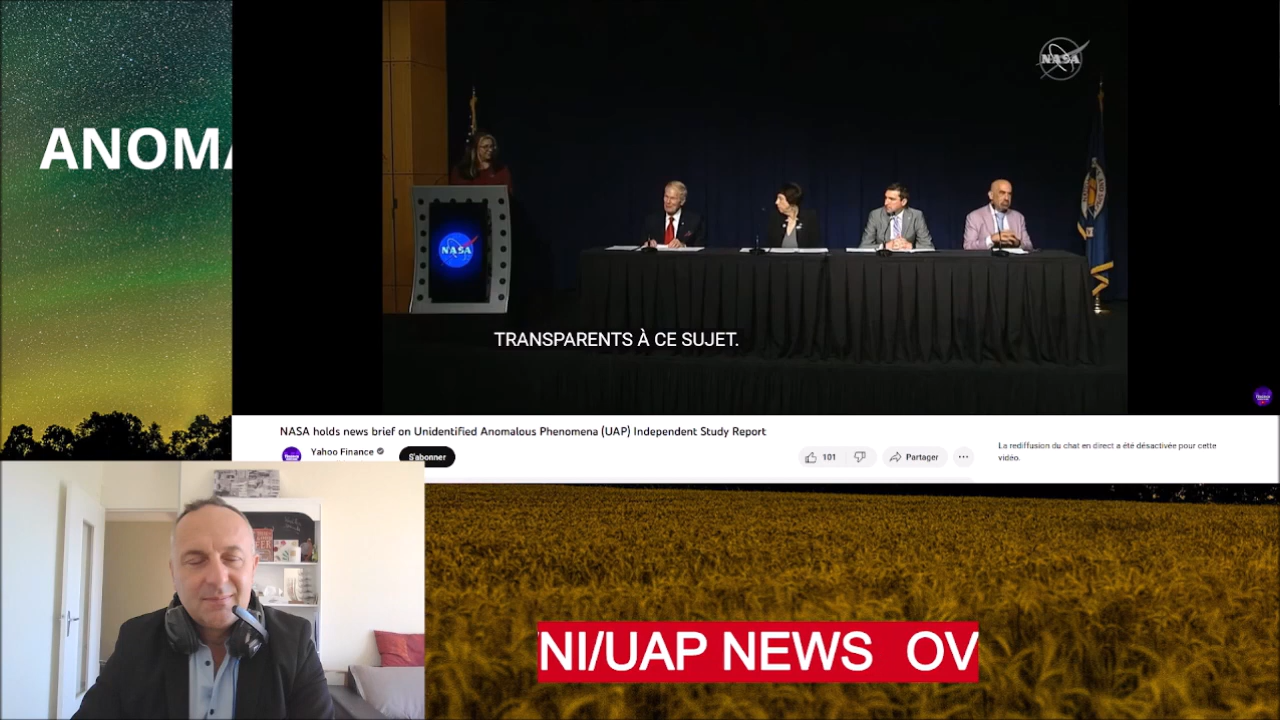 NASA
ANOMA
NASA
TRANSPARENTS À CE SUJET.
NASA holds news brief on Unidentified Anomalous Phenomena (UAP) Independent Study Report
Yahoo Finance
S'abonner
101
Partager
La rediffusion du chat en direct a été désactivée pour cette
vidéo.
NI/UAP NEWS OV